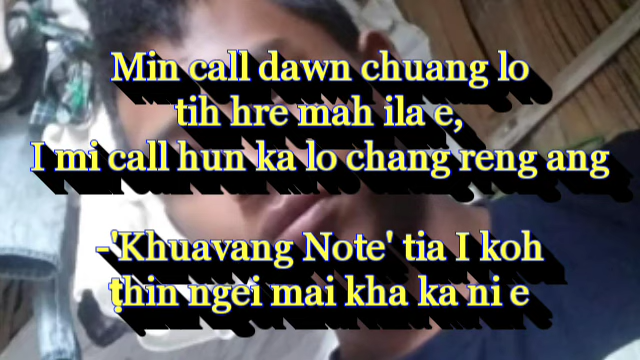 Min call dawn chuang lo
tih hre mah ila e,
I mi call hun ka lo chang reng ang
-'Khuavang Note' tia I koh
ṭhin ngei mai kha ka ni e